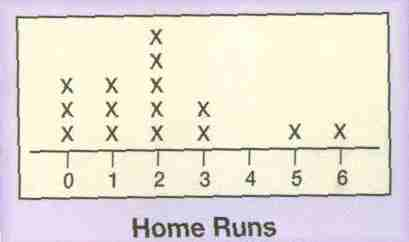 X
X
X X X
X X X X
X X X X X X
0 1 2 3 4 5 6
Home Runs